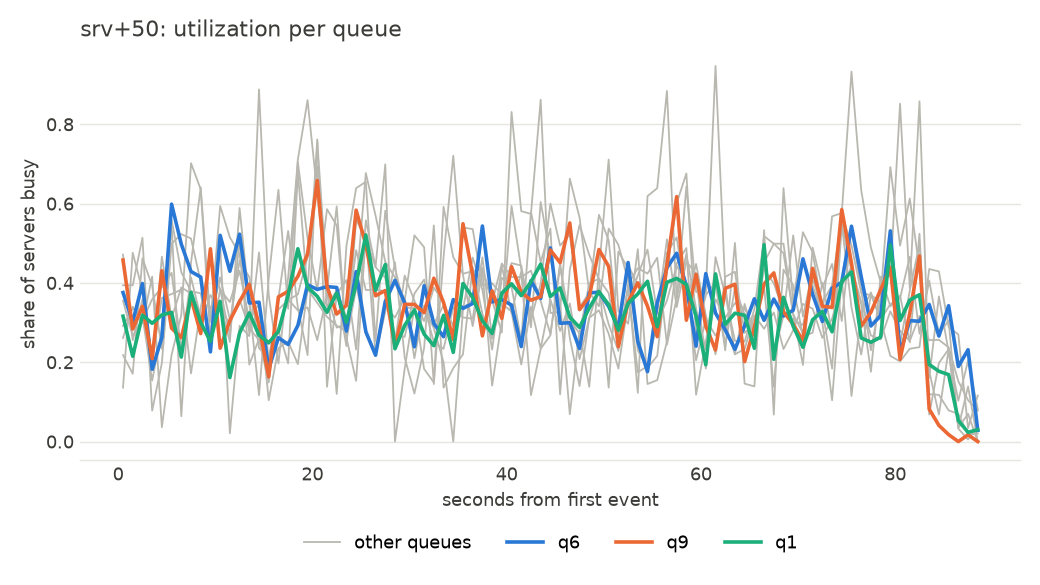 srv+50: utilization per queue
share of servers busy
0.8
0.6
0.4
0.2
0.0
0 20 40 60 80
seconds from first event
other queues q6 q9 q1